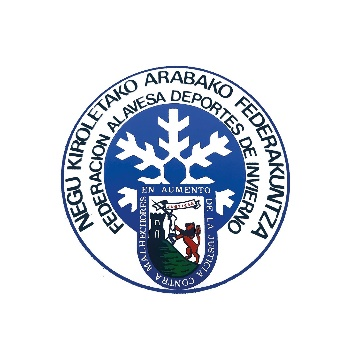 NEGU KIROLETAKO ARABAKO FEDERAKUNTZA
FEDERACION ALAVESA DEPORTES DE INVIERNO
EN AUMENTO DE LA JUSTICIA CONTRA MALHECHORES